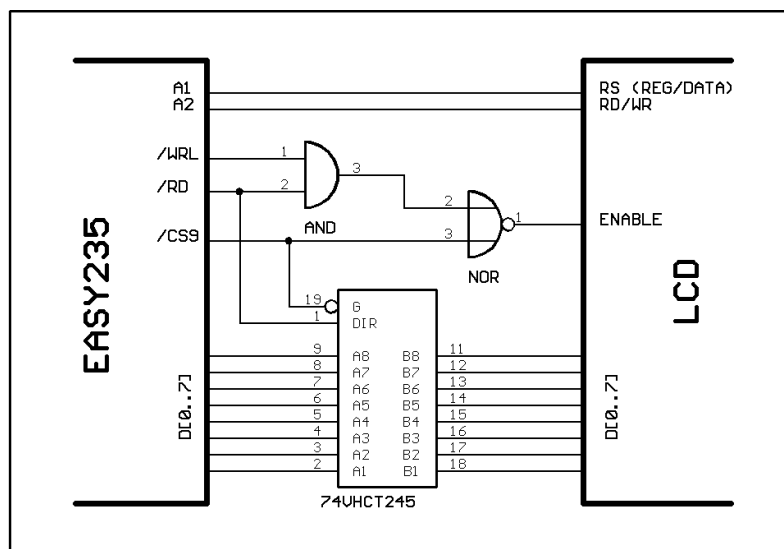 A1
RS (REG/DATA)
A2
RD/WR
/WRL
1
3
/RD
2
2
AND
1
ENABLE
/CS9
3
NOR
EASY235
LCD
19
G
1
DIR
9
A8
B8
11
8
A7
B7
12
7
A6
B6
13
6
A5
B5
14
5
A4
B4
15
4
A3
B3
16
3
A2
B2
17
2
A1
B1
18
D[0..7]
D[0..7]
74VHCT245